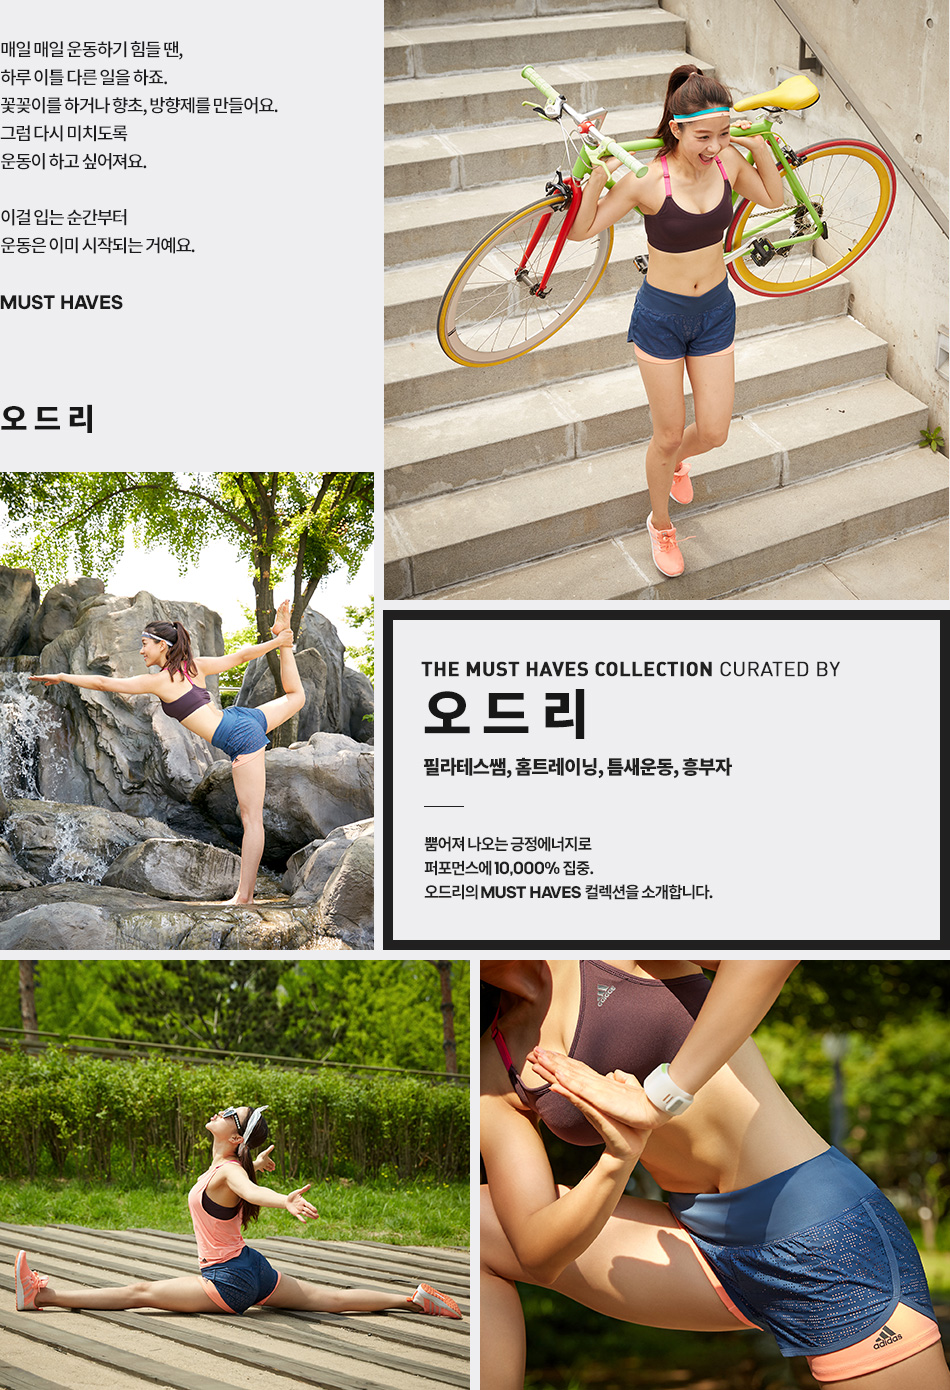 매일 매일 운동하기 힘들 땐,
하루 이틀 다른 일을 하죠.
꽃꽂이를 하거나 향초, 방향제를 만들어요.
그럼 다시 미치도록
운동이 하고 싶어져요.
이걸 입는 순간부터
운동은 이미 시작되는 거예요.
MUST HAVES
오드리
THE MUST HAVES COLLECTION CURATED BY
오드리
필라테스쌤, 홈트레이닝, 틈새운동, 흥부자
뿜어져 나오는 긍정에너지로
퍼포먼스에 10,000% 집중.
오드리의 MUST HAVES 컬렉션을 소개합니다.
adidas
adidas